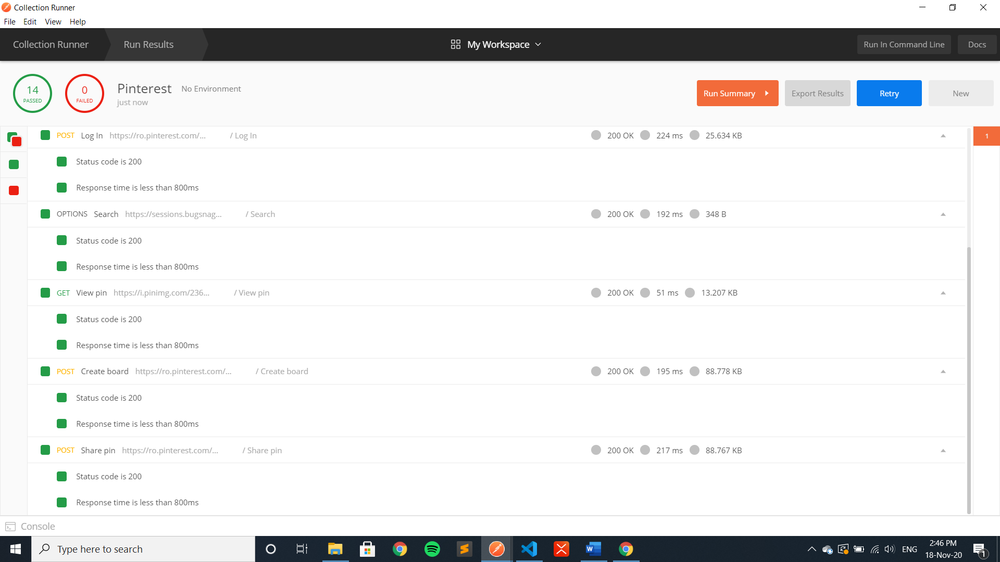 Collection Runner
File Edit View Help
Collection Runner Run Results My Workspace Run In Command Line Docs
14 PASSED
0 FAILED
Pinterest No Environment
just now
Run Summary Export Results Retry New
POST Log In https://ro.pinterest.com/... / Log In 200 OK 224 ms 25.634 KB
1
Status code is 200
Response time is less than 800ms
OPTIONS Search https://sessions.bugsnag... / Search 200 OK 192 ms 348 B
Status code is 200
Response time is less than 800ms
GET View pin https://i.pinimg.com/236... / View pin 200 OK 51 ms 13.207 KB
Status code is 200
Response time is less than 800ms
POST Create board https://ro.pinterest.com/... / Create board 200 OK 195 ms 88.778 KB
Status code is 200
Response time is less than 800ms
POST Share pin https://ro.pinterest.com/... / Share pin 200 OK 217 ms 88.767 KB
Status code is 200
Response time is less than 800ms
Console
Type here to search
ENG
2:46 PM
18-Nov-20
1